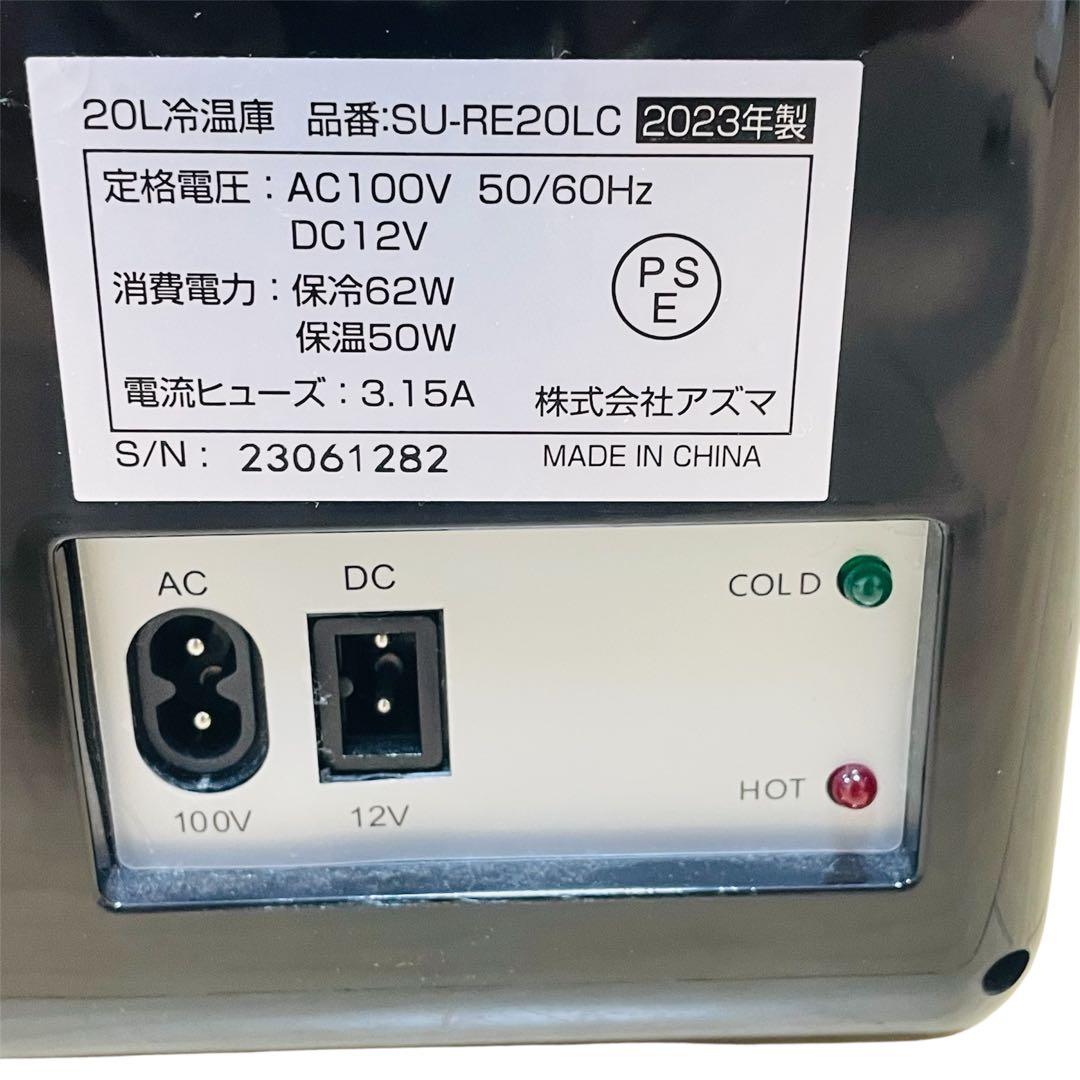 20L冷温庫 品番:SU-RE20LC 2023年製
定格電圧:AC100V 50/60Hz
DC12V
PSE
消費電力:保冷62W
保温50W
電流ヒューズ:3.15A 株式会社アズマ
S/N: 23061282 MADE IN CHINA
AC DC COLD
HOT
100V 12V